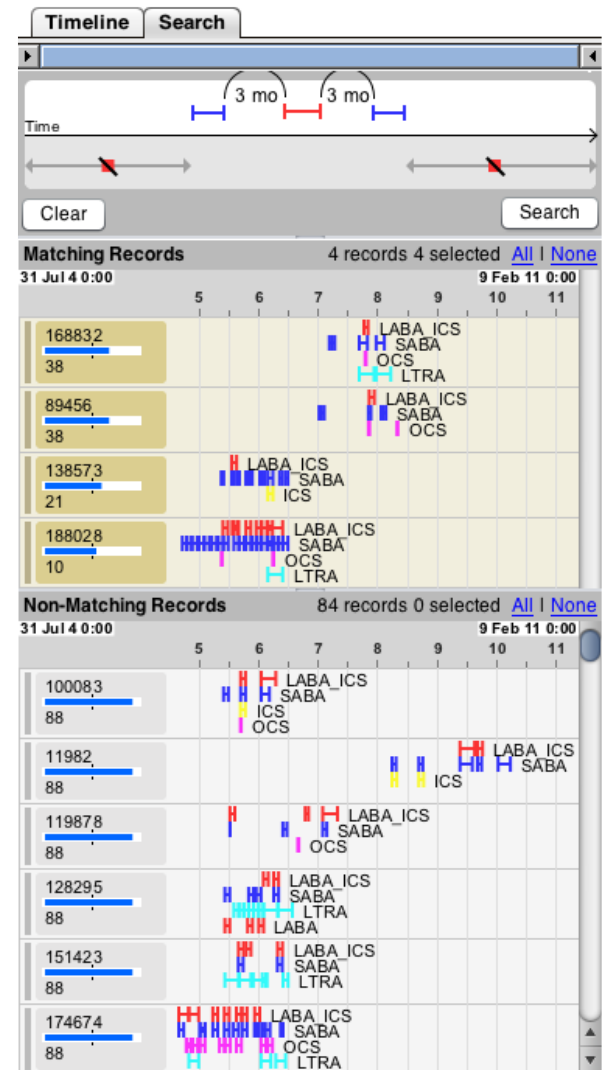 Timeline Search
3 mo 3 mo
Time
Clear Search
Matching Records 4 records 4 selected All I None
31 Jul 4 0:00 9 Feb 11 0:00
5 6 7 8 9 10 11
168832
38
LABA_ICS
SABA
OCS
LTRA
89456
38
LABA_ICS
SABA
OCS
138573
21
LABA_ICS
SABA
ICS
188028
10
LABA_ICS
SABA
OCS
LTRA
Non-Matching Records 84 records 0 selected All I None
31 Jul 4 0:00 9 Feb 11 0:00
5 6 7 8 9 10 11
100083
88
LABA_ICS
SABA
ICS
OCS
11982
88
LABA_ICS
SABA
ICS
119878
88
LABA_ICS
SABA
OCS
128295
88
LABA_ICS
SABA
LTRA
LABA
151423
88
LABA_ICS
SABA
LTRA
174674
88
LABA_ICS
SABA
OCS
LTRA